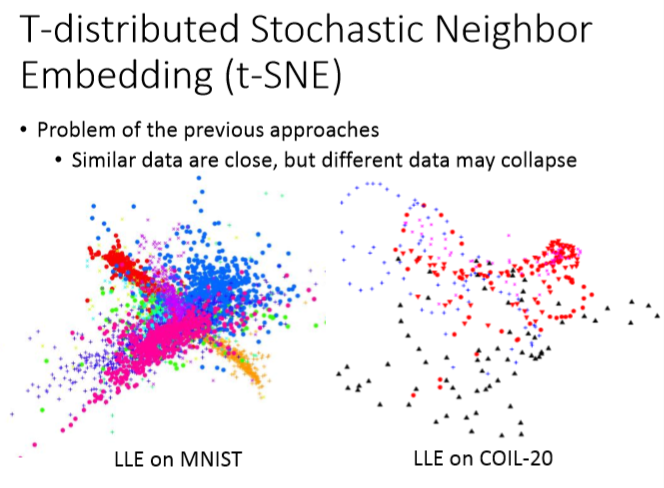 T-distributed Stochastic Neighbor
Embedding (t-SNE)
• Problem of the previous approaches
• Similar data are close, but different data may collapse
LLE on MNIST
LLE on COIL-20